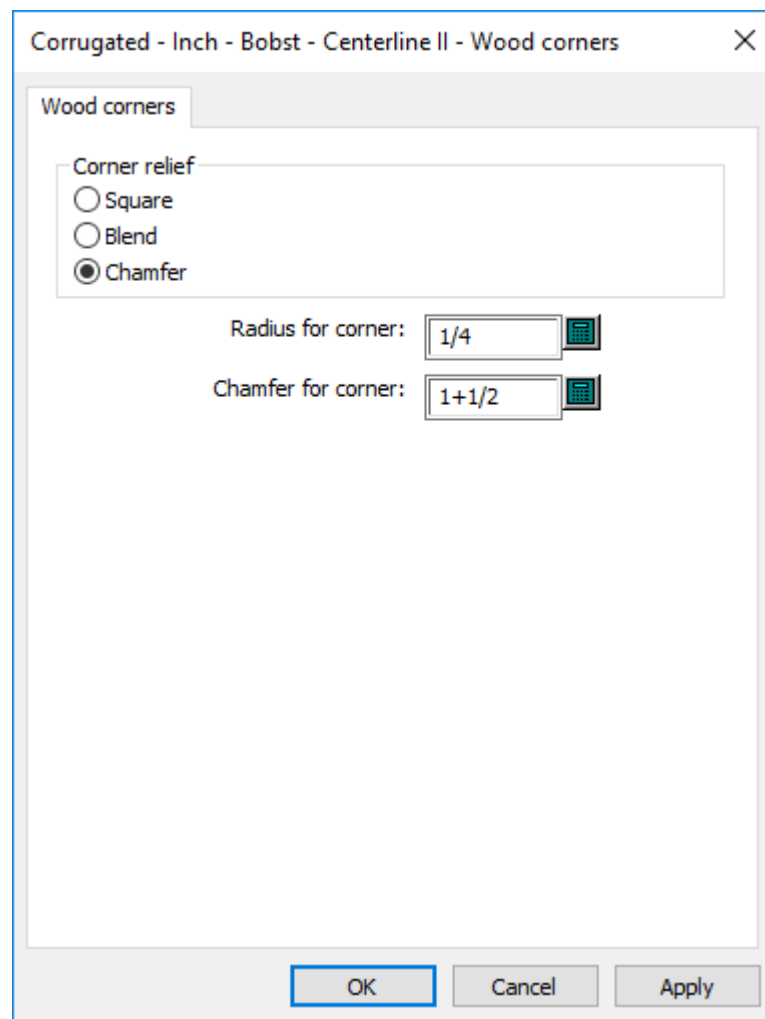 Corrugated - Inch - Bobst - Centerline II - Wood corners
Wood corners
Corner relief
Square
Blend
Chamfer
Radius for corner: 1/4
Chamfer for corner: 1+1/2
OK Cancel Apply